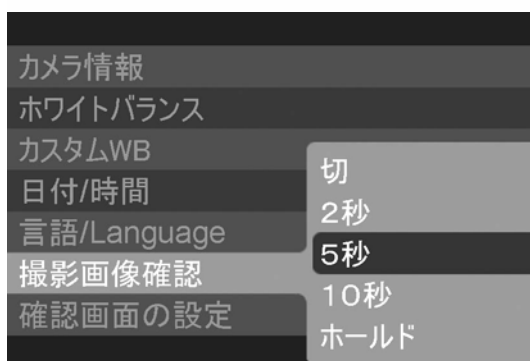 カメラ情報
ホワイトバランス
カスタムWB
日付/時間
言語/Language
撮影画像確認
確認画面の設定
切
2秒
5秒
10秒
ホールド